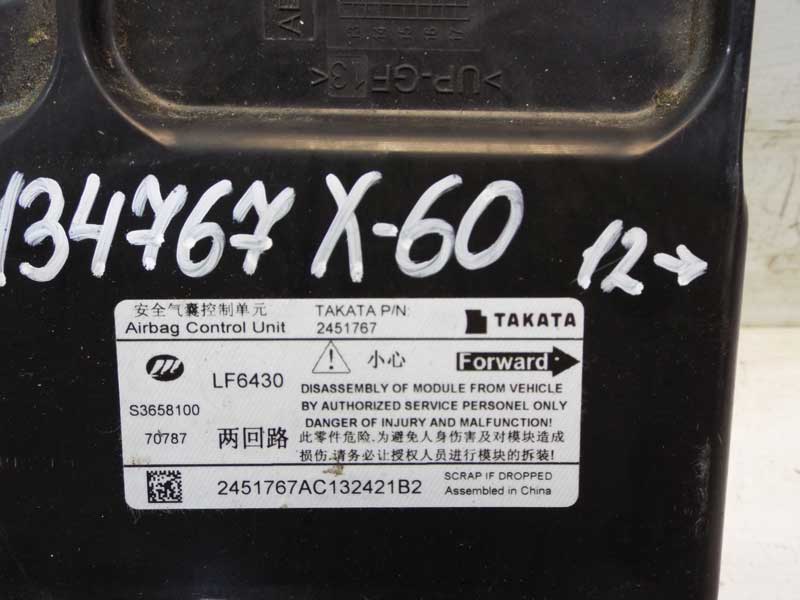 >UP-GF13<
134767 X-60 12→
安全气囊控制单元
Airbag Control Unit
TAKATA P/N:
2451767
TAKATA
LF6430
小心
Forward
S3658100
70787
两回路
DISASSEMBLY OF MODULE FROM VEHICLE
BY AUTHORIZED SERVICE PERSONEL ONLY
DANGER OF INJURY AND MALFUNCTION!
此零件危险,为避免人身伤害及对模块造成
损伤,请务必让授权人员进行模块的拆装!
2451767AC132421B2
SCRAP IF DROPPED
Assembled in China